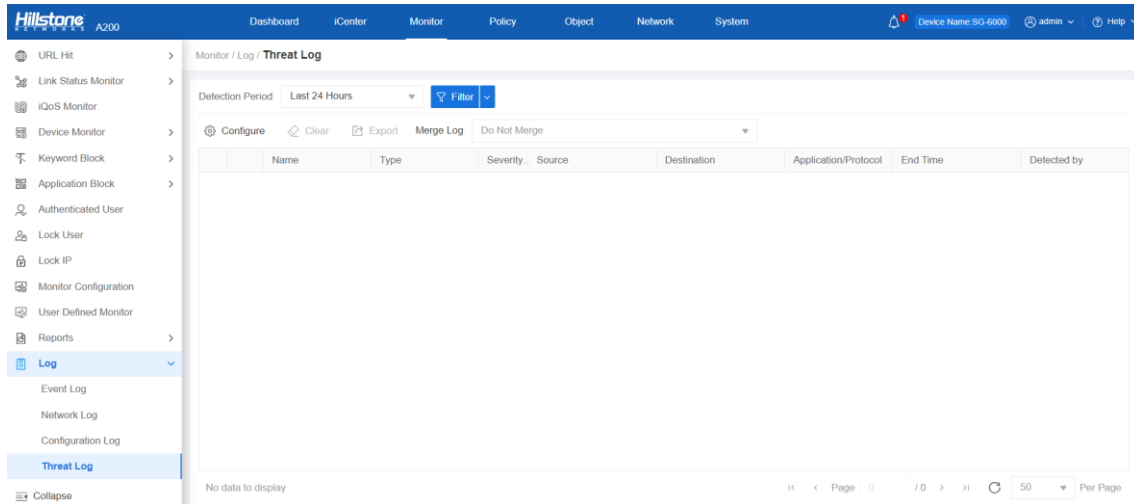 Hillstone
NETWORKS A200 Dashboard iCenter Monitor Policy Object Network System 1 Device Name:SG-6000 admin Help
URL Hit
Link Status Monitor
iQoS Monitor
Device Monitor
Keyword Block
Application Block
Authenticated User
Lock User
Lock IP
Monitor Configuration
User Defined Monitor
Reports
Log
Event Log
Network Log
Configuration Log
Threat Log
Collapse
Monitor / Log / Threat Log
Detection Period Last 24 Hours Filter
Configure Clear Export Merge Log Do Not Merge
Name Type Severity.. Source Destination Application/Protocol End Time Detected by
No data to display Page 0 / 0 50 Per Page